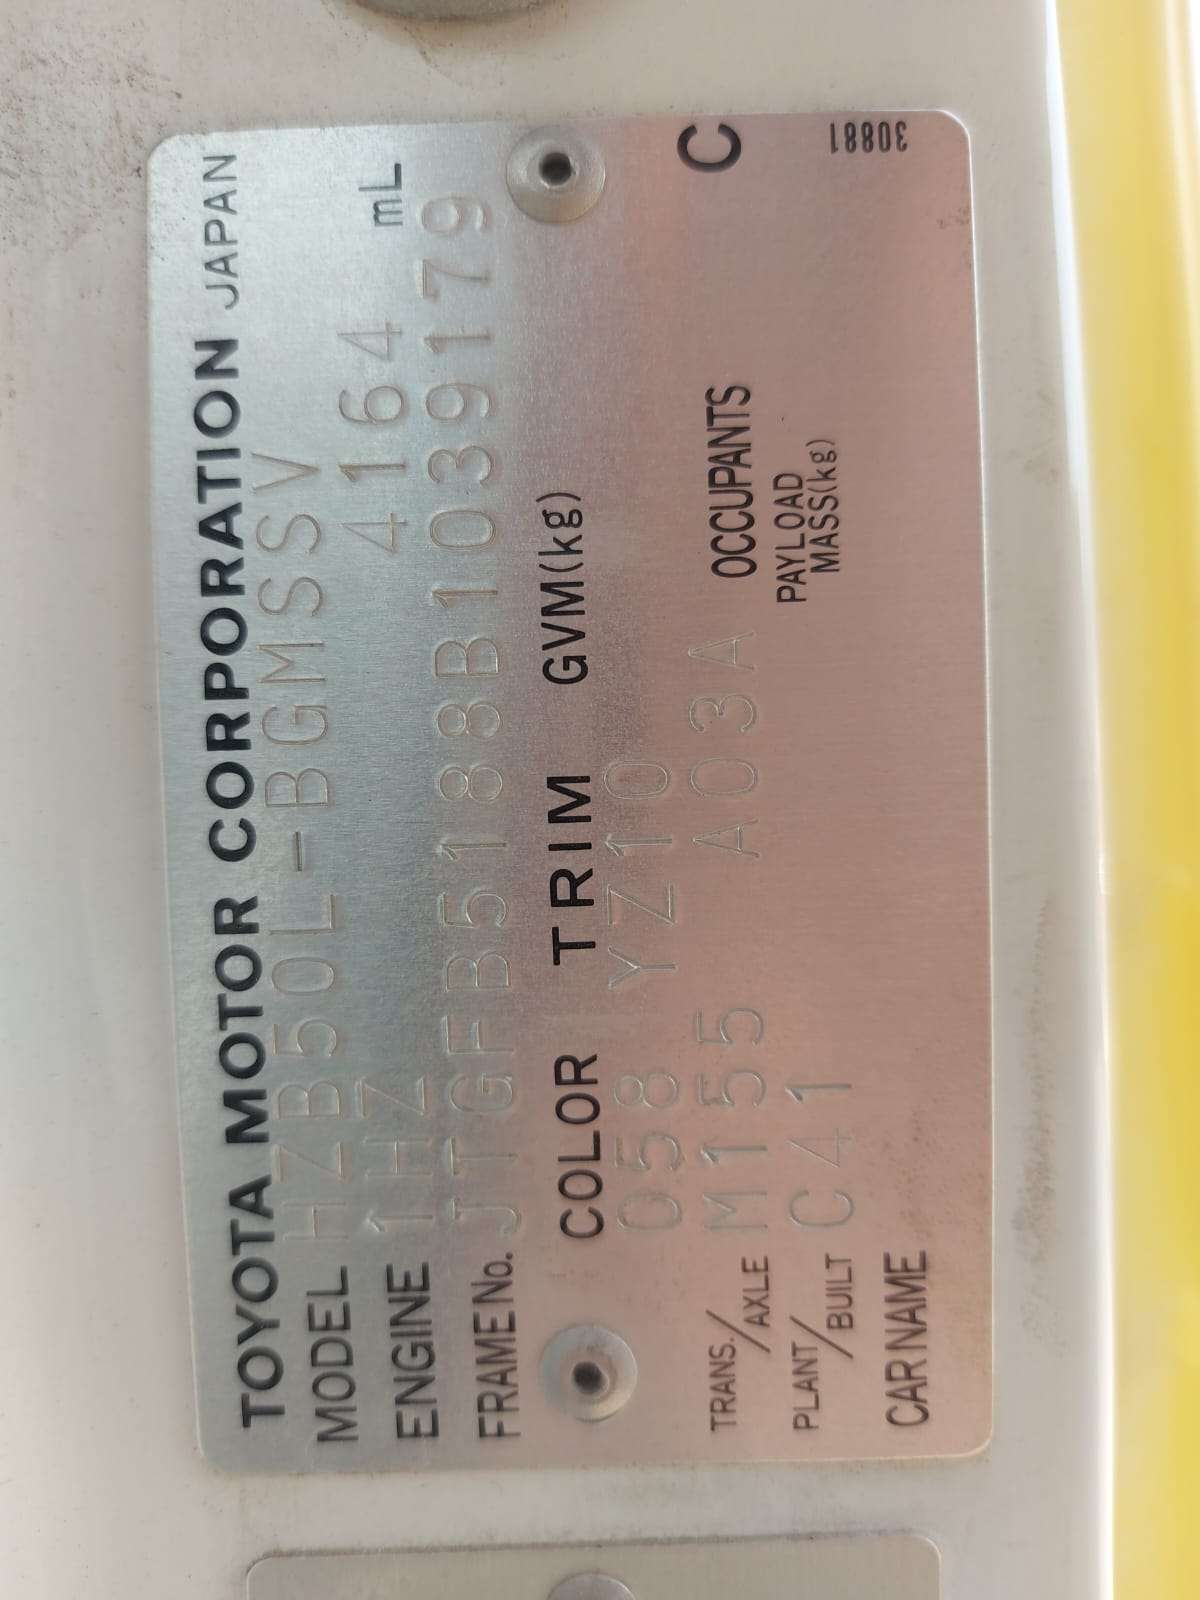 TOYOTA MOTOR CORPORATION JAPAN
MODEL HZB50L-BGMSSV
ENGINE 1HZ 4164 mL
FRAME No. JTGFB5188B1039179
COLOR TRIM GVM(kg)
058 YZ10
TRANS./AXLE M155 A03A OCCUPANTS C
PLANT/BUILT C41 PAYLOAD MASS(kg)
CAR NAME 30881